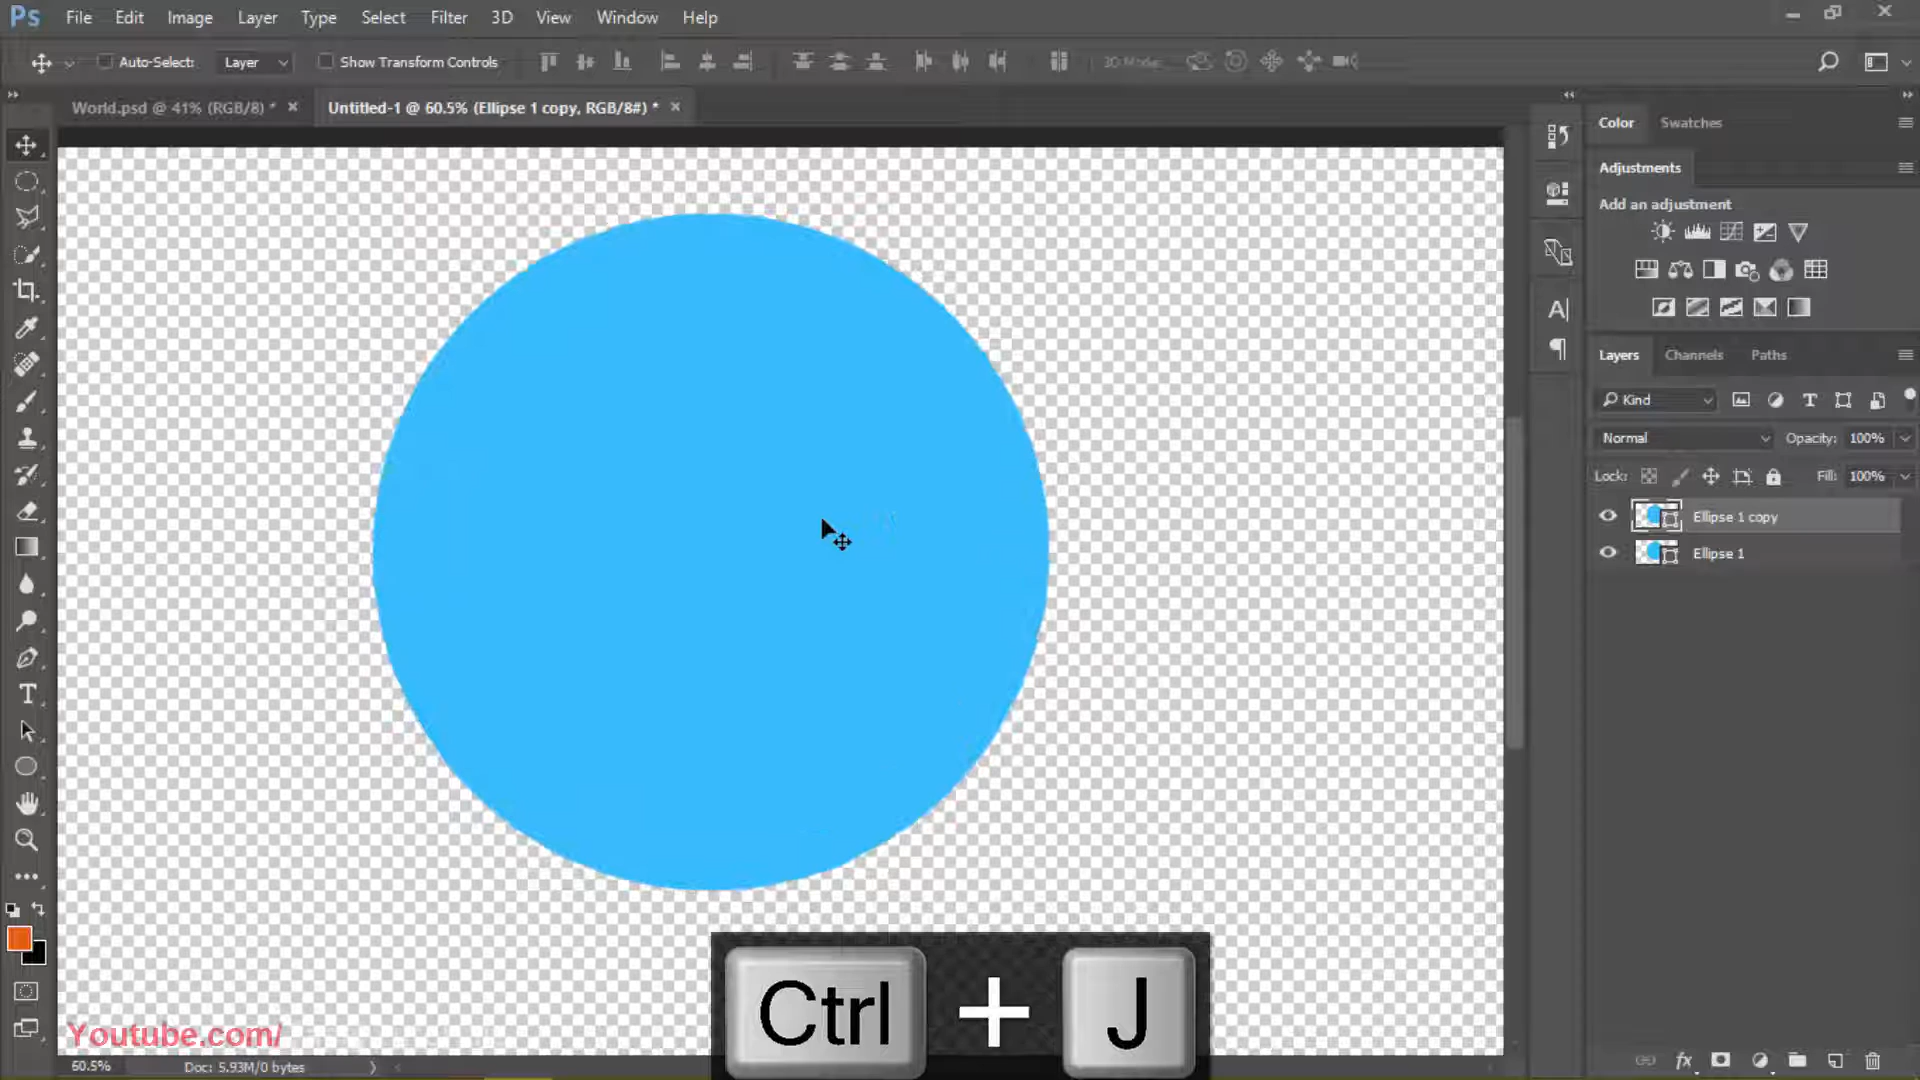 Ps File Edit Image Layer Type Select Filter 3D View Window Help
Auto-Select: Layer Show Transform Controls 3D Mode:
World.psd @ 41% (RGB/8) * × Untitled-1 @ 60.5% (Ellipse 1 copy, RGB/8#) * ×
Color Swatches
Adjustments
Add an adjustment
Layers Channels Paths
Kind
Normal Opacity: 100%
Lock: Fill: 100%
Ellipse 1 copy
Ellipse 1
Ctrl + J
Youtube.com/
60.5% Doc: 5.93M/0 bytes